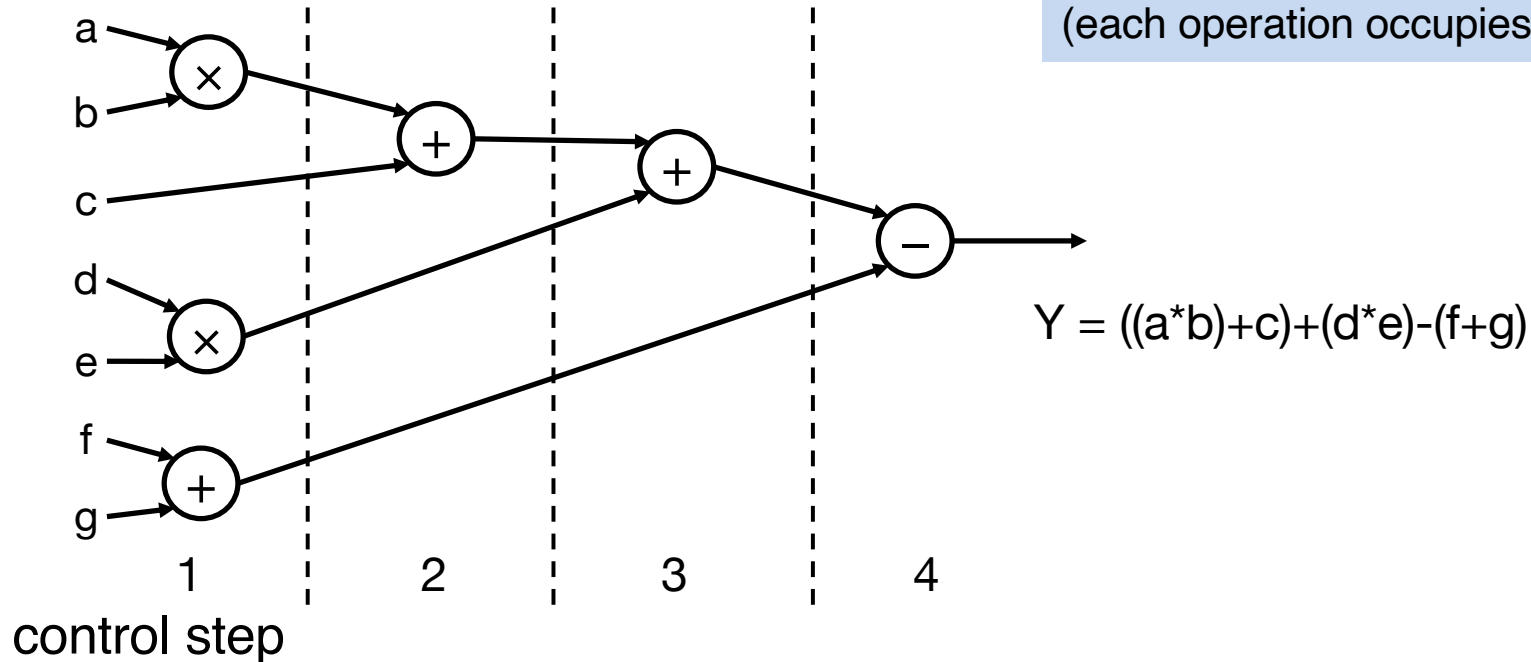 (each operation occupies
a
×
b
+
+
c
−
d
Y = ((a*b)+c)+(d*e)-(f+g)
×
e
f
+
g
1 2 3 4
control step